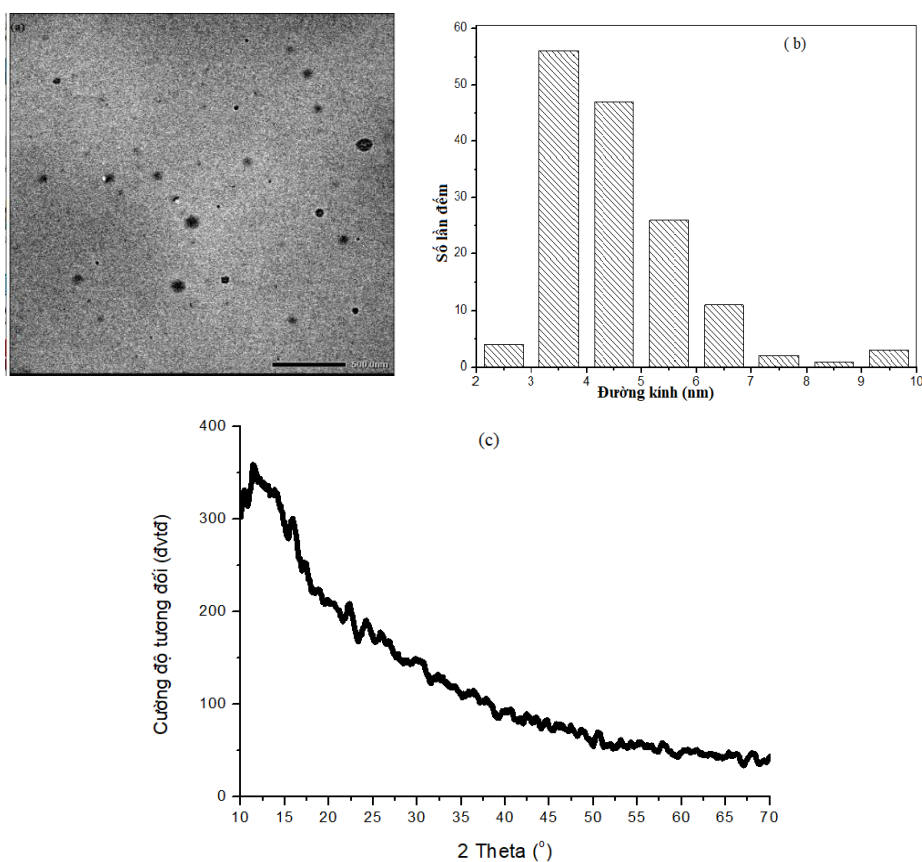 (a)
500.0nm
( b)
60
50
40
30
20
10
0
Số lần đếm
2 3 4 5 6 7 8 9 10
Đường kính (nm)
(c)
400
300
200
100
0
Cường độ tương đối (đvtđ)
10 15 20 25 30 35 40 45 50 55 60 65 70
2 Theta (°)